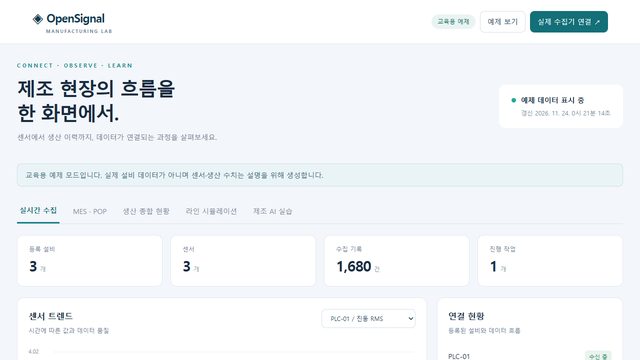 OpenSignal
MANUFACTURING LAB
교육용 예제
예제 보기
실제 수집기 연결 ↗
CONNECT · OBSERVE · LEARN
제조 현장의 흐름을
한 화면에서.
센서에서 생산 이력까지, 데이터가 연결되는 과정을 살펴보세요.
예제 데이터 표시 중
갱신 2026. 11. 24. 0시 21분 14초
교육용 예제 모드입니다. 실제 설비 데이터가 아니며 센서·생산 수치는 설명을 위해 생성합니다.
실시간 수집
MES · POP
생산 종합 현황
라인 시뮬레이션
제조 AI 실습
등록 설비
3 개
센서
3 개
수집 기록
1,680 건
진행 작업
1 개
센서 트렌드
시간에 따른 값과 데이터 품질
PLC-01 / 진동 RMS
4.02
연결 현황
등록된 설비와 데이터 흐름
PLC-01
수신 중